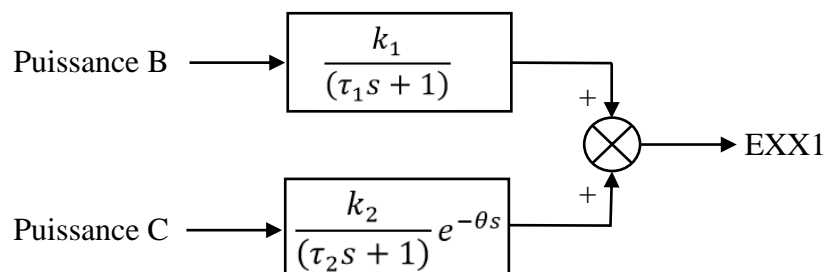 Puissance B
k₁
(τ₁s + 1)
+
EXX1
+
Puissance C
k₂
(τ₂s + 1) e^{−θs}